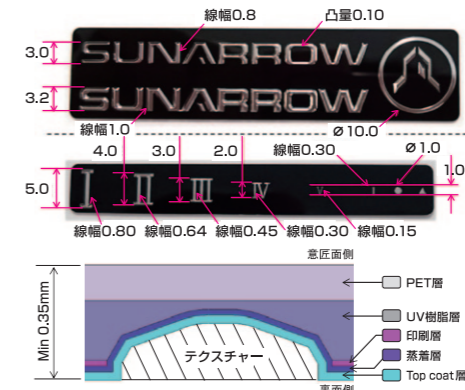 線幅0.8 凸量0.10
3.0 SUNARROW
3.2 SUNARROW
線幅1.0 ø10.0
4.0 3.0 2.0 線幅0.30 ø1.0
1.0
5.0 I II III IV V I ● ▲
線幅0.80 線幅0.64 線幅0.45 線幅0.30 線幅0.15
意匠面側
PET層
Min 0.35mm
UV樹脂層
印刷層
テクスチャー
蒸着層
Top coat層
裏面側